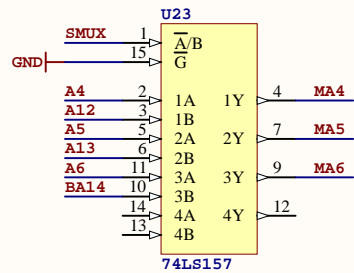 U23
SMUX 1 A/B
GND 15 G
A4 2 1A 1Y 4 MA4
A12 3 1B
A5 5 2A 2Y 7 MA5
A13 6 2B
A6 11 3A 3Y 9 MA6
BA14 10 3B
14 4A 4Y 12
13 4B
74LS157